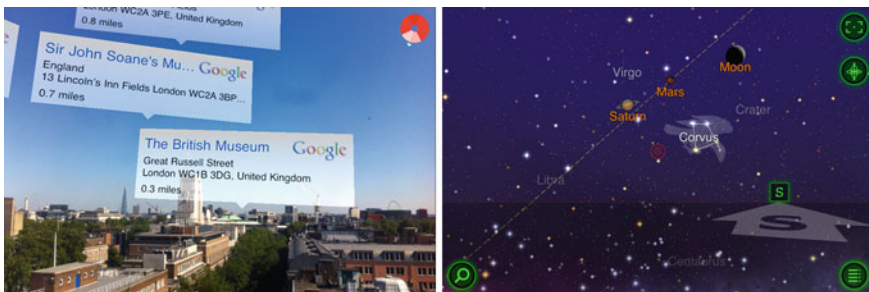 London WC2A 3PE, United Kingdom
0.8 miles
Sir John Soane's Mu... Google
England
13 Lincoln's Inn Fields London WC2A 3BP...
0.7 miles
The British Museum Google
Great Russell Street
London WC1B 3DG, United Kingdom
0.3 miles
Moon
Virgo
Mars
Crater
Saturn
Corvus
Libra
S
S
Centaurus